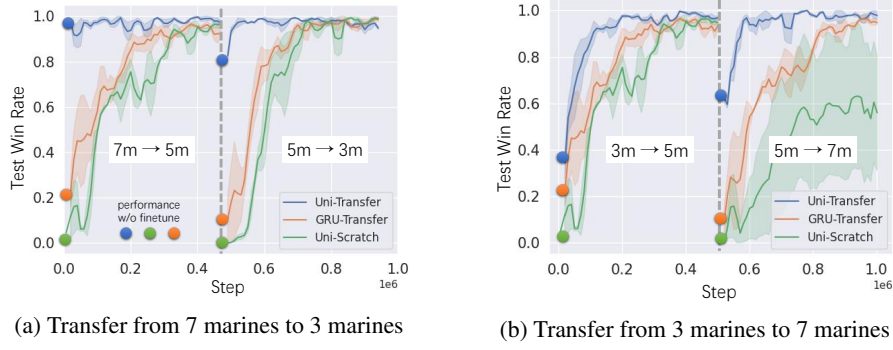 Test Win Rate
1.0
0.8
0.6
0.4
0.2
0.0
7m → 5m
5m → 3m
performance
w/o finetune
Uni-Transfer
GRU-Transfer
Uni-Scratch
0.0 0.2 0.4 0.6 0.8 1.0
Step
1e6
(a) Transfer from 7 marines to 3 marines
Test Win Rate
1.0
0.8
0.6
0.4
0.2
0.0
3m → 5m
5m → 7m
Uni-Transfer
GRU-Transfer
Uni-Scratch
0.0 0.2 0.4 0.6 0.8 1.0
Step
1e6
(b) Transfer from 3 marines to 7 marines